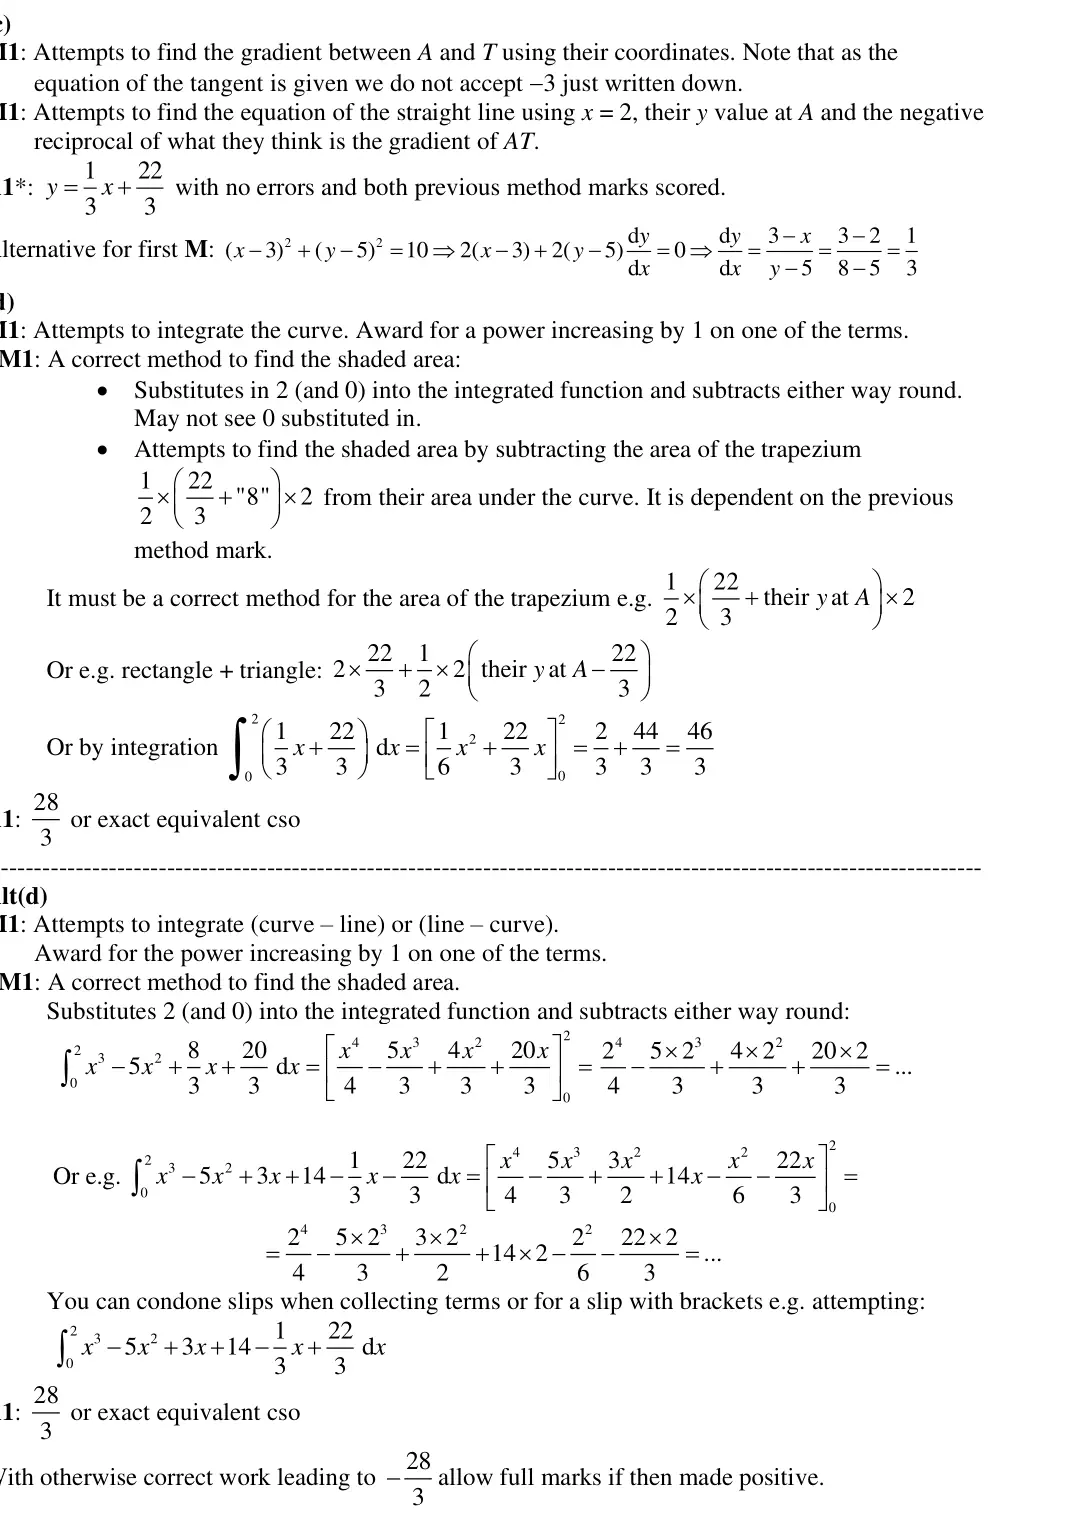 c)
M1: Attempts to find the gradient between A and T using their coordinates. Note that as the
equation of the tangent is given we do not accept −3 just written down.
M1: Attempts to find the equation of the straight line using x = 2, their y value at A and the negative
reciprocal of what they think is the gradient of AT.
1*: y = 1/3 x + 22/3 with no errors and both previous method marks scored.
lternative for first M: (x − 3)² + (y − 5)² = 10 ⇒ 2(x − 3) + 2(y − 5) dy/dx = 0 ⇒ dy/dx = (3 − x)/(y − 5) = (3 − 2)/(8 − 5) = 1/3
d)
M1: Attempts to integrate the curve. Award for a power increasing by 1 on one of the terms.
M1: A correct method to find the shaded area:
• Substitutes in 2 (and 0) into the integrated function and subtracts either way round.
May not see 0 substituted in.
• Attempts to find the shaded area by subtracting the area of the trapezium
1/2 × (22/3 + "8") × 2 from their area under the curve. It is dependent on the previous
method mark.
It must be a correct method for the area of the trapezium e.g. 1/2 × (22/3 + their y at A) × 2
Or e.g. rectangle + triangle: 2 × 22/3 + 1/2 × 2(their y at A − 22/3)
Or by integration ∫₀² (1/3 x + 22/3) dx = [1/6 x² + 22/3 x]₀² = 2/3 + 44/3 = 46/3
1: 28/3 or exact equivalent cso
--------------------------------------------------------------------------------
lt(d)
M1: Attempts to integrate (curve – line) or (line – curve).
Award for the power increasing by 1 on one of the terms.
M1: A correct method to find the shaded area.
Substitutes 2 (and 0) into the integrated function and subtracts either way round:
∫₀² x³ − 5x² + 8/3 x + 20/3 dx = [x⁴/4 − 5x³/3 + 4x²/3 + 20x/3]₀² = 2⁴/4 − (5×2³)/3 + (4×2²)/3 + (20×2)/3 = ...
Or e.g. ∫₀² x³ − 5x² + 3x + 14 − 1/3 x − 22/3 dx = [x⁴/4 − 5x³/3 + 3x²/2 + 14x − x²/6 − 22x/3]₀² =
= 2⁴/4 − (5×2³)/3 + (3×2²)/2 + 14×2 − 2²/6 − (22×2)/3 = ...
You can condone slips when collecting terms or for a slip with brackets e.g. attempting:
∫₀² x³ − 5x² + 3x + 14 − 1/3 x + 22/3 dx
1: 28/3 or exact equivalent cso
With otherwise correct work leading to − 28/3 allow full marks if then made positive.